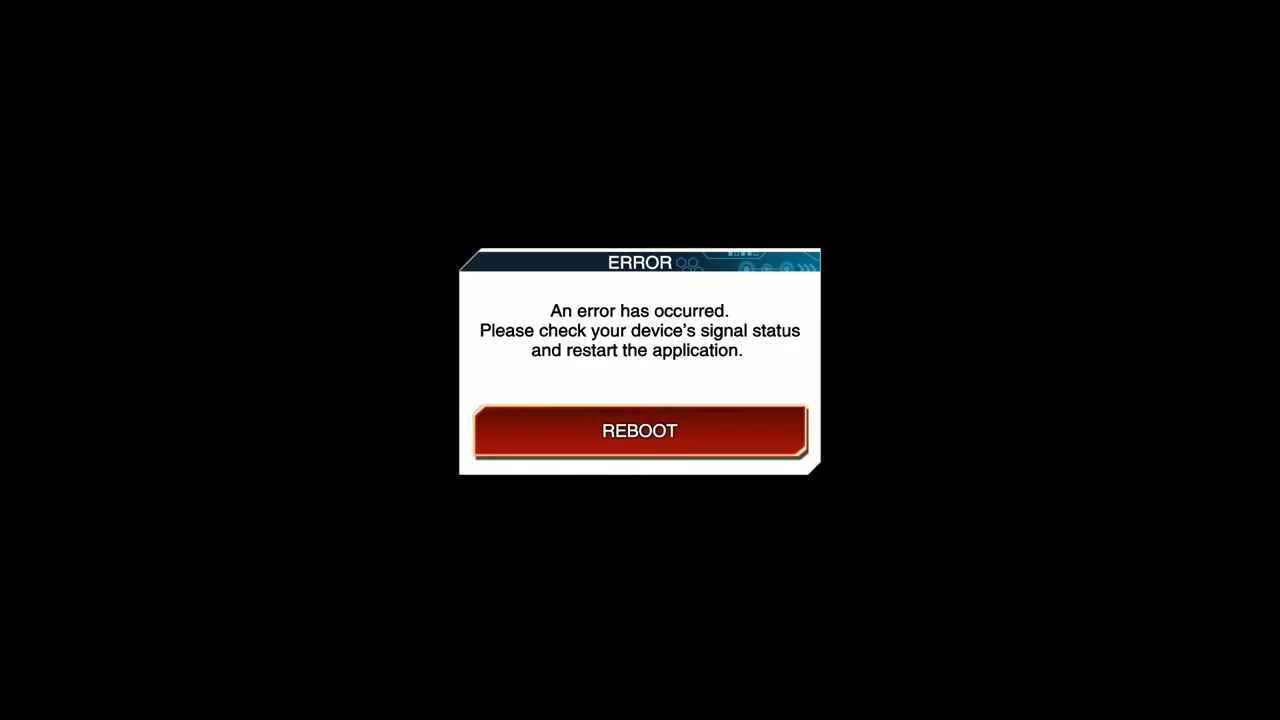 ERROR
An error has occurred.
Please check your device's signal status
and restart the application.
REBOOT